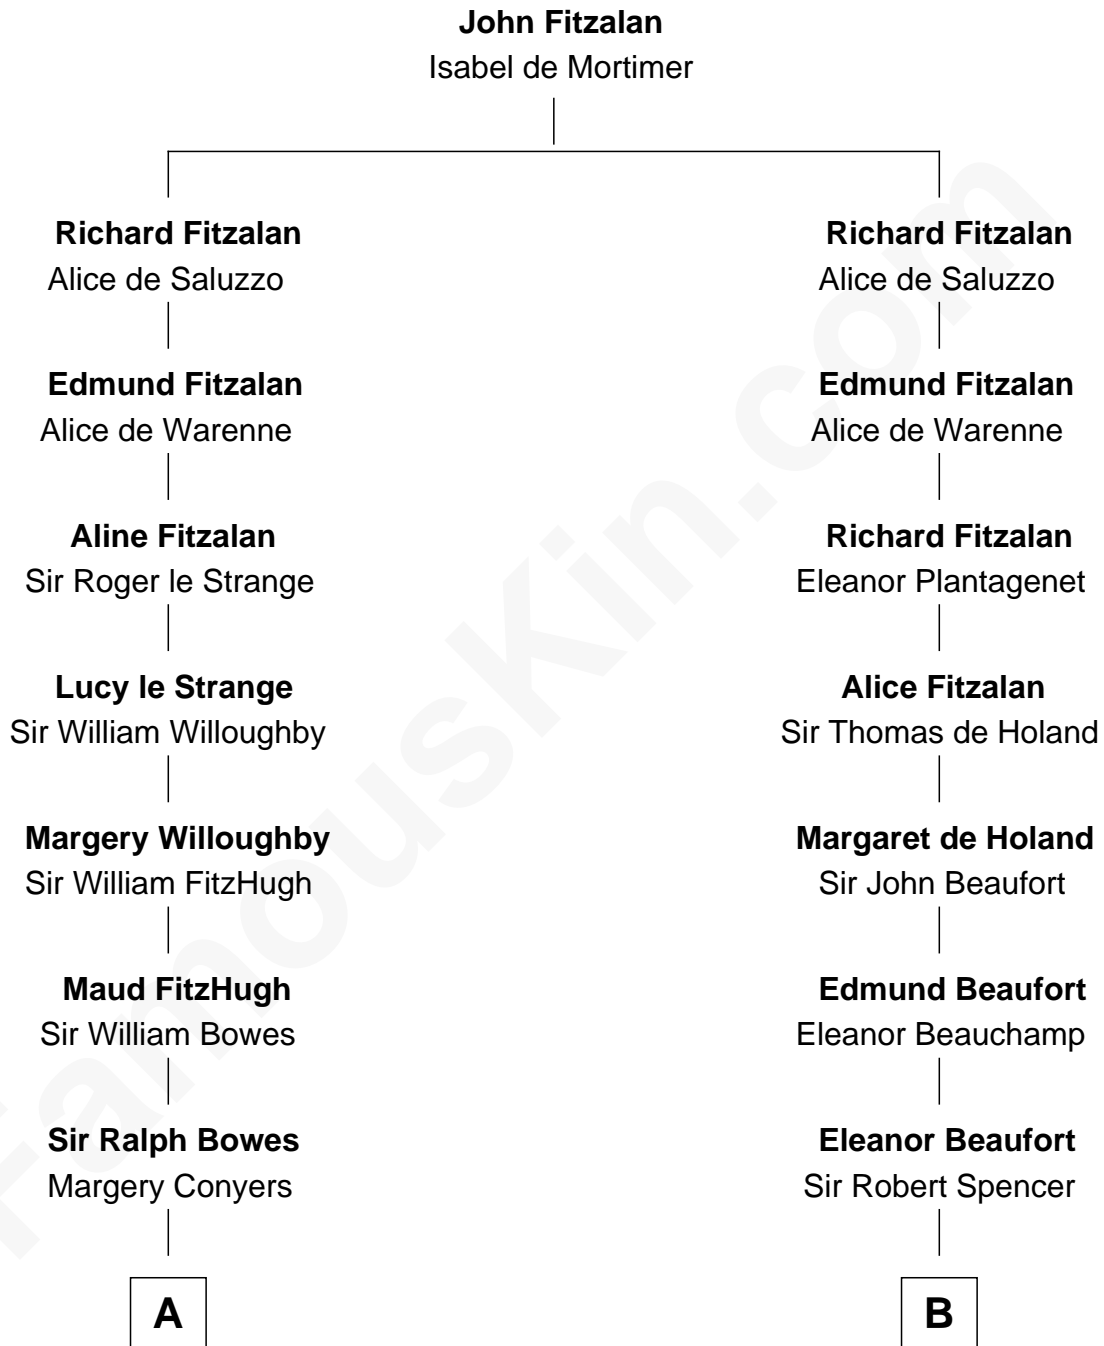 John Fitzalan
Isabel de Mortimer
Richard Fitzalan
Alice de Saluzzo
Edmund Fitzalan
Alice de Warenne
Aline Fitzalan
Sir Roger le Strange
Lucy le Strange
Sir William Willoughby
Margery Willoughby
Sir William FitzHugh
Maud FitzHugh
Sir William Bowes
Sir Ralph Bowes
Margery Conyers
A
Richard Fitzalan
Alice de Saluzzo
Edmund Fitzalan
Alice de Warenne
Richard Fitzalan
Eleanor Plantagenet
Alice Fitzalan
Sir Thomas de Holand
Margaret de Holand
Sir John Beaufort
Edmund Beaufort
Eleanor Beauchamp
Eleanor Beaufort
Sir Robert Spencer
B
FamousKin.com